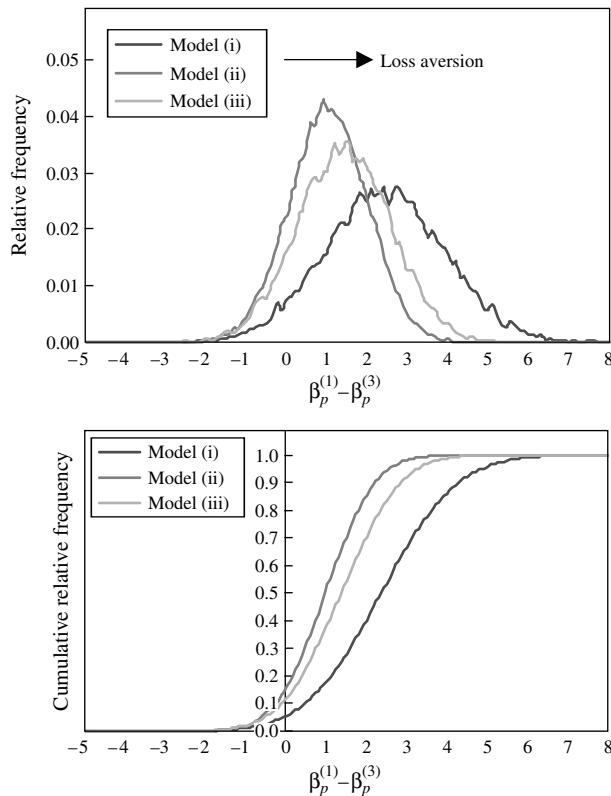 0.05
0.04
0.03
0.02
0.01
0.00
Relative frequency
Model (i)
Model (ii)
Model (iii)
Loss aversion
−5 −4 −3 −2 −1 0 1 2 3 4 5 6 7 8
β_p^(1)–β_p^(3)
Cumulative relative frequency
Model (i)
Model (ii)
Model (iii)
1.0
0.9
0.8
0.7
0.6
0.5
0.4
0.3
0.2
0.1
0.0
−5 −4 −3 −2 −1 0 1 2 3 4 5 6 7 8
β_p^(1)–β_p^(3)